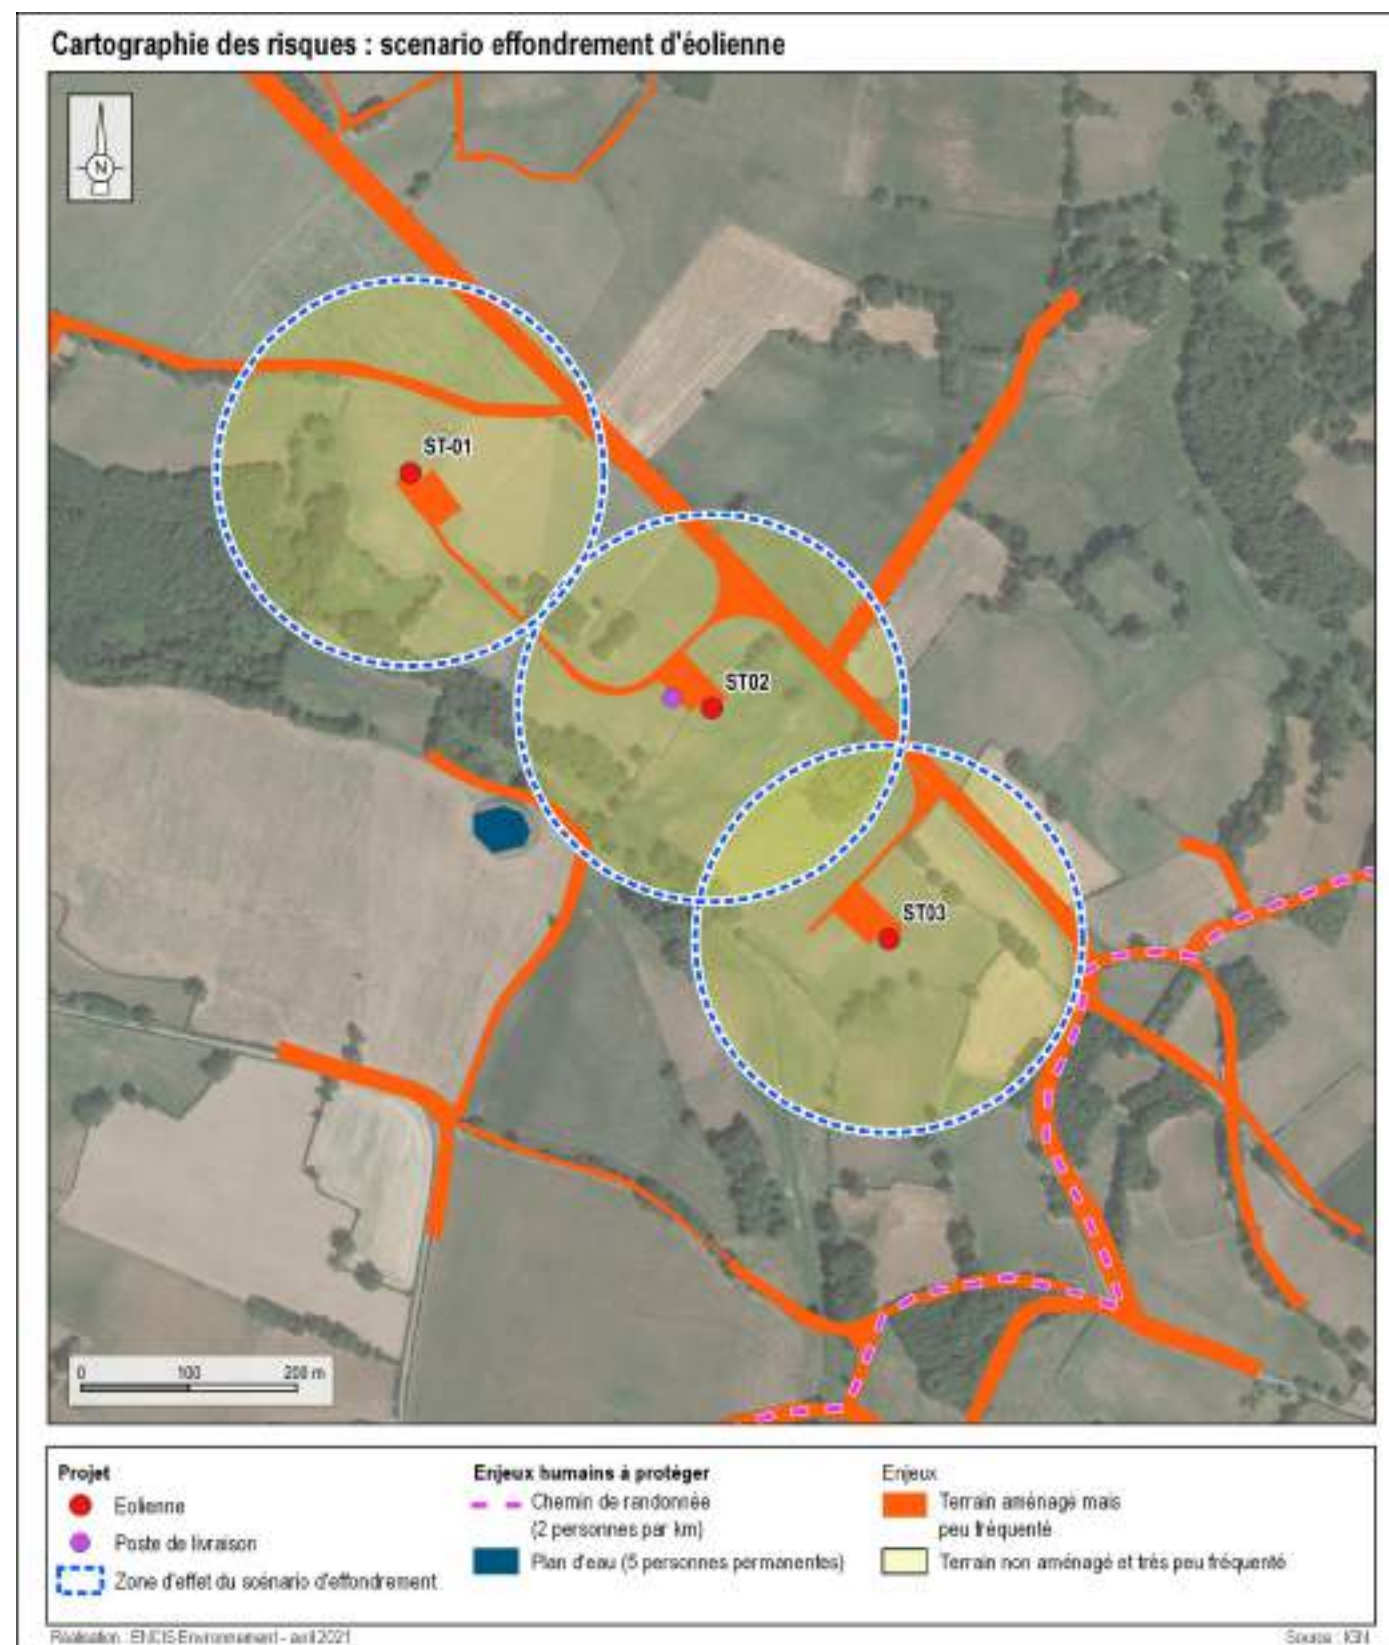 Cartographie des risques : scenario effondrement d'éolienne
N
ST-01
ST02
ST03
0 100 200 m
Projet
Eolienne
Poste de livraison
Zone d'effet du scénario d'effondrement
Enjeux humains à protéger
Chemin de randonnée
(2 personnes par km)
Plan d'eau (5 personnes permanentes)
Enjeux
Terrain aménagé mais
peu fréquenté
Terrain non aménagé et très peu fréquenté
Réalisation : ENCIS Environnement - avril 2021
Source : IGN